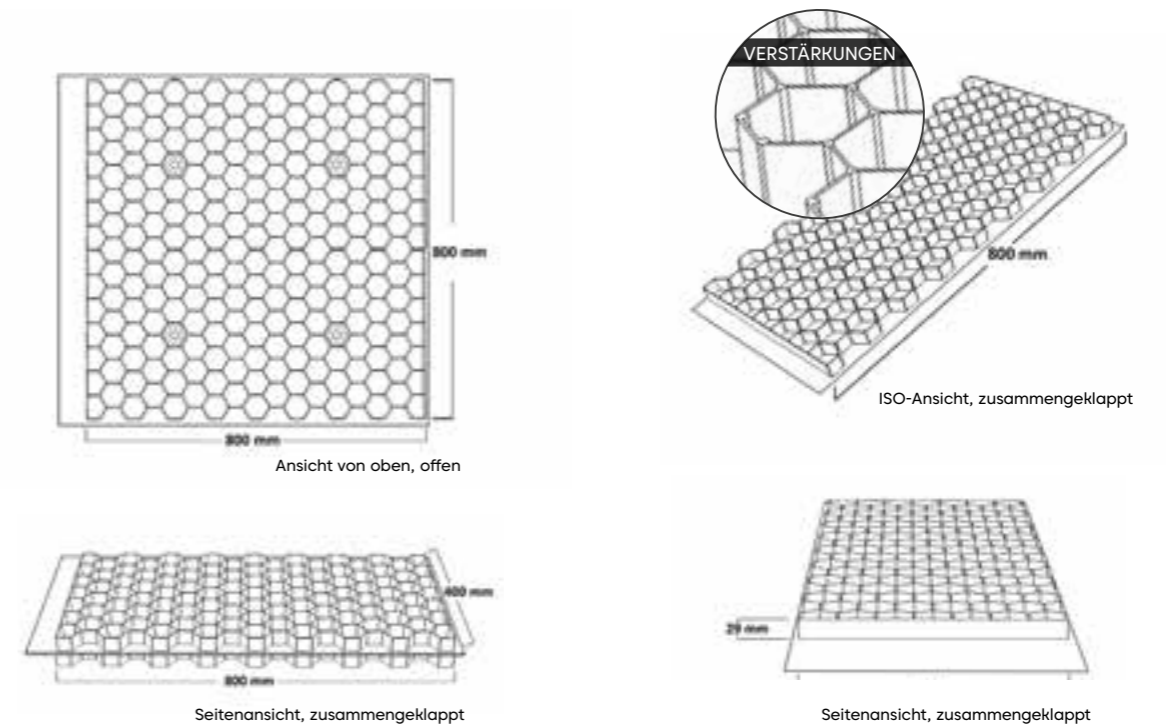 VERSTÄRKUNGEN
800 mm
800 mm
Ansicht von oben, offen
800 mm
ISO-Ansicht, zusammengeklappt
400 mm
800 mm
Seitenansicht, zusammengeklappt
29 mm
Seitenansicht, zusammengeklappt